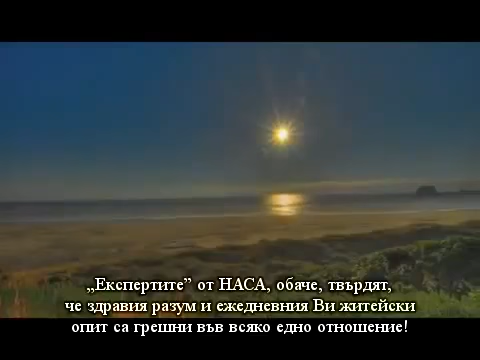 „Експертите” от НАСА, обаче, твърдят,
че здравия разум и ежедневния Ви житейски
опит са грешни във всяко едно отношение!